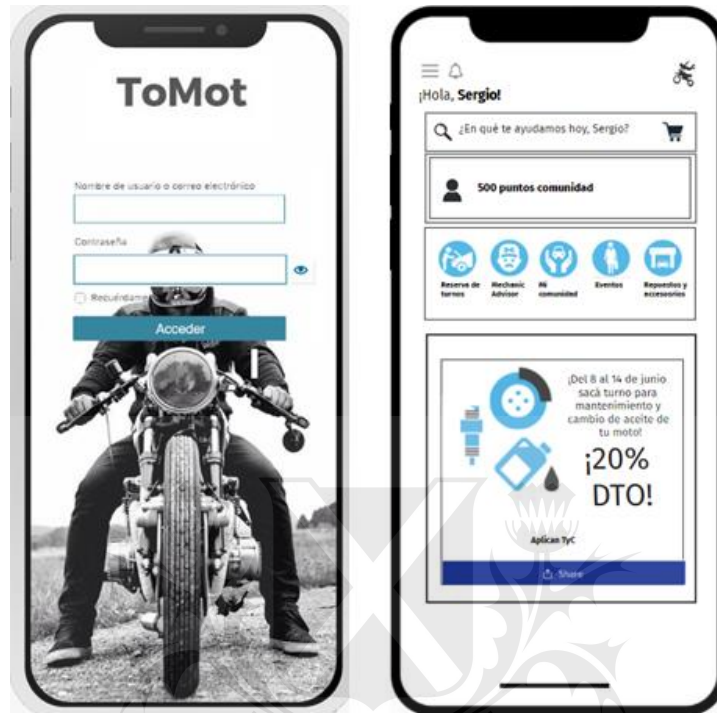 ToMot
Nombre de usuario o correo electrónico
Contraseña
Recuérdame
Acceder
¡Hola, Sergio!
¿En qué te ayudamos hoy, Sergio?
500 puntos comunidad
Reserva de
turnos
Mechanic
Advisor
Mi
comunidad
Eventos
Repuestos y
accesorios
¡Del 8 al 14 de junio
sacá turno para
mantenimiento y
cambio de aceite de
tu moto!
¡20%
DTO!
Aplican TyC
Share